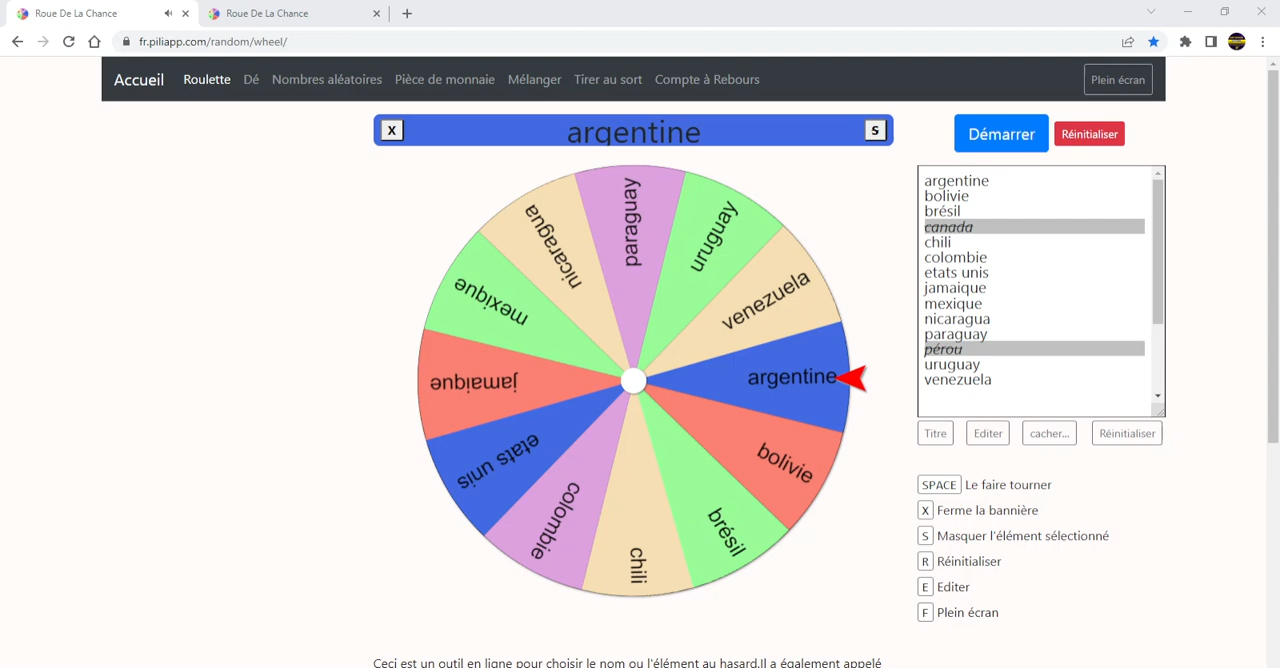 Roue De La Chance
Roue De La Chance
fr.piliapp.com/random/wheel/
Accueil Roulette Dé Nombres aléatoires Pièce de monnaie Mélanger Tirer au sort Compte à Rebours Plein écran
X argentine S
Démarrer Réinitialiser
paraguay
uruguay
venezuela
argentine
bolivie
brésil
chili
colombie
etats unis
jamaique
mexique
nicaragua
argentine
bolivie
brésil
canada
chili
colombie
etats unis
jamaique
mexique
nicaragua
paraguay
pérou
uruguay
venezuela
Titre Editer cacher... Réinitialiser
SPACE Le faire tourner
X Ferme la bannière
S Masquer l'élément sélectionné
R Réinitialiser
E Editer
F Plein écran
Ceci est un outil en ligne pour choisir le nom ou l'élément au hasard.Il a également appelé